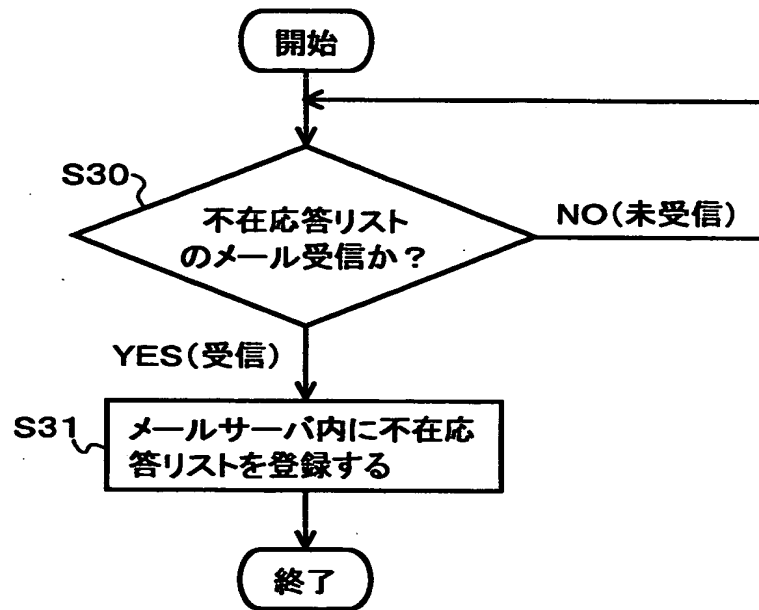 開始
S30
不在応答リスト
のメール受信か？
NO(未受信)
YES(受信)
S31
メールサーバ内に不在応
答リストを登録する
終了